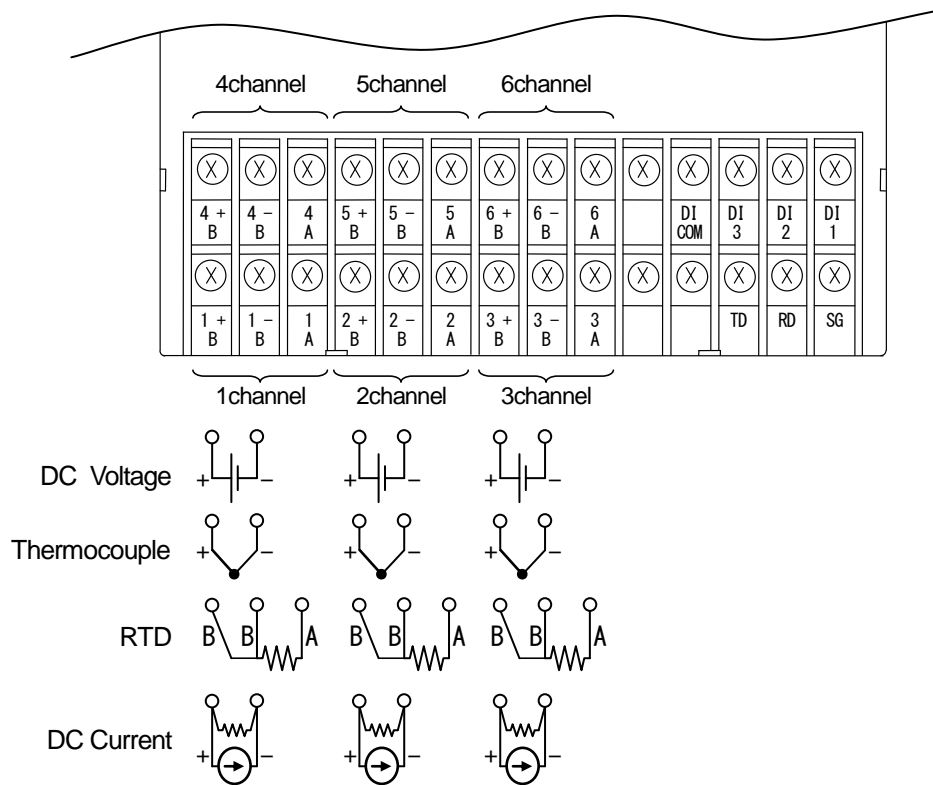 4channel 5channel 6channel
4 + 4 - 4 5 + 5 - 5 6 + 6 - 6 DI DI DI DI
B B A B B A B B A COM 3 2 1
1 + 1 - 1 2 + 2 - 2 3 + 3 - 3 TD RD SG
B B A B B A B B A
1channel 2channel 3channel
DC Voltage + - + - + -
Thermocouple + - + - + -
RTD B B A B B A B B A
DC Current + - + - + -